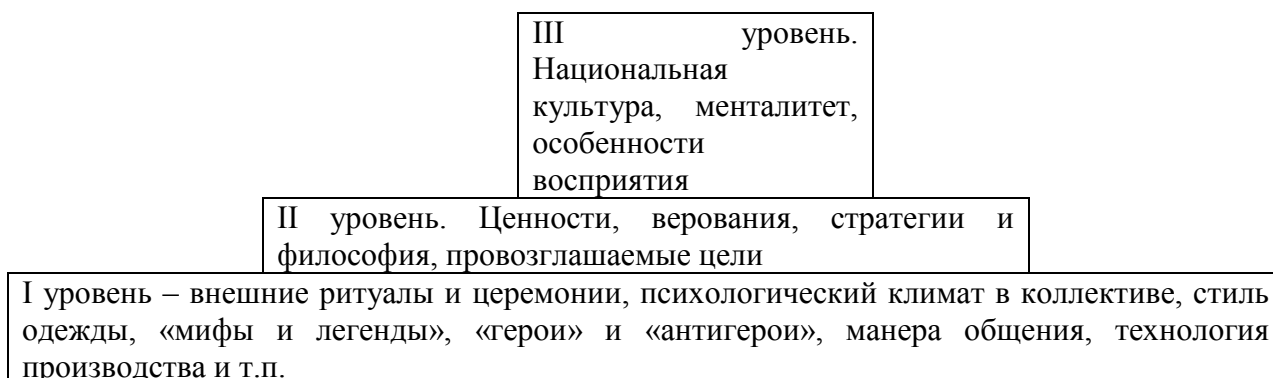 III уровень.
Национальная
культура, менталитет,
особенности
восприятия
II уровень. Ценности, верования, стратегии и
философия, провозглашаемые цели
I уровень – внешние ритуалы и церемонии, психологический климат в коллективе, стиль
одежды, «мифы и легенды», «герои» и «антигерои», манера общения, технология
производства и т.п.